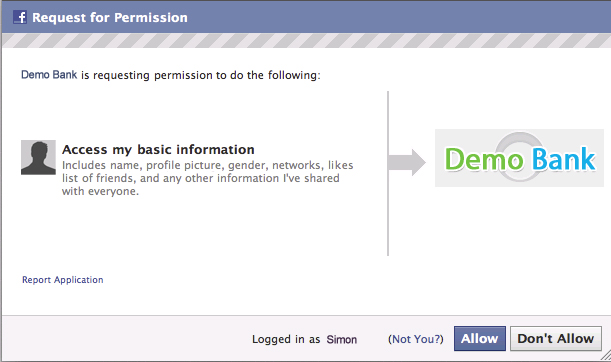 f Request for Permission
Demo Bank is requesting permission to do the following:
Access my basic information
Includes name, profile picture, gender, networks, likes
list of friends, and any other information I've shared
with everyone.
Demo Bank
Report Application
Logged in as Simon (Not You?) Allow Don't Allow